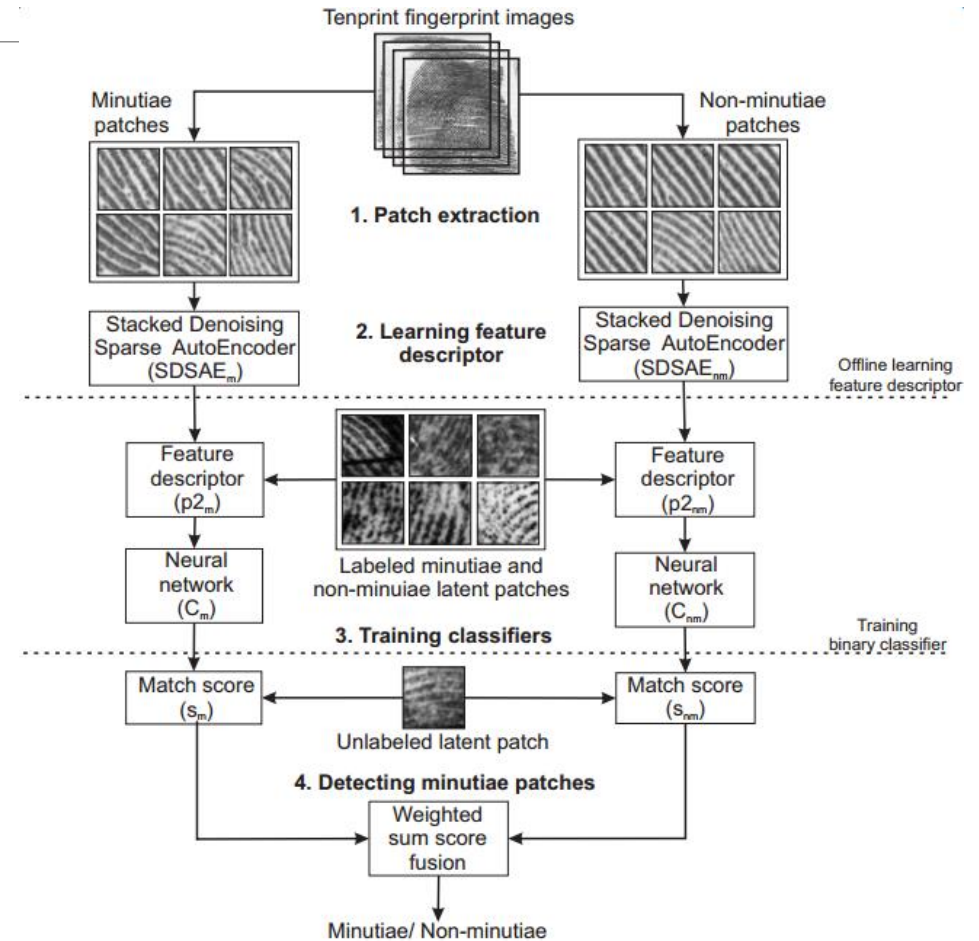 Tenprint fingerprint images
Minutiae
patches
Non-minutiae
patches
1. Patch extraction
Stacked Denoising
Sparse AutoEncoder
(SDSAEm)
2. Learning feature
descriptor
Stacked Denoising
Sparse AutoEncoder
(SDSAEnm)
Offline learning
feature descriptor
Feature
descriptor
(p2m)
Feature
descriptor
(p2nm)
Neural
network
(Cm)
Labeled minutiae and
non-minuiae latent patches
Neural
network
(Cnm)
3. Training classifiers
Training
binary classifier
Match score
(sm)
Match score
(snm)
Unlabeled latent patch
4. Detecting minutiae patches
Weighted
sum score
fusion
Minutiae/ Non-minutiae